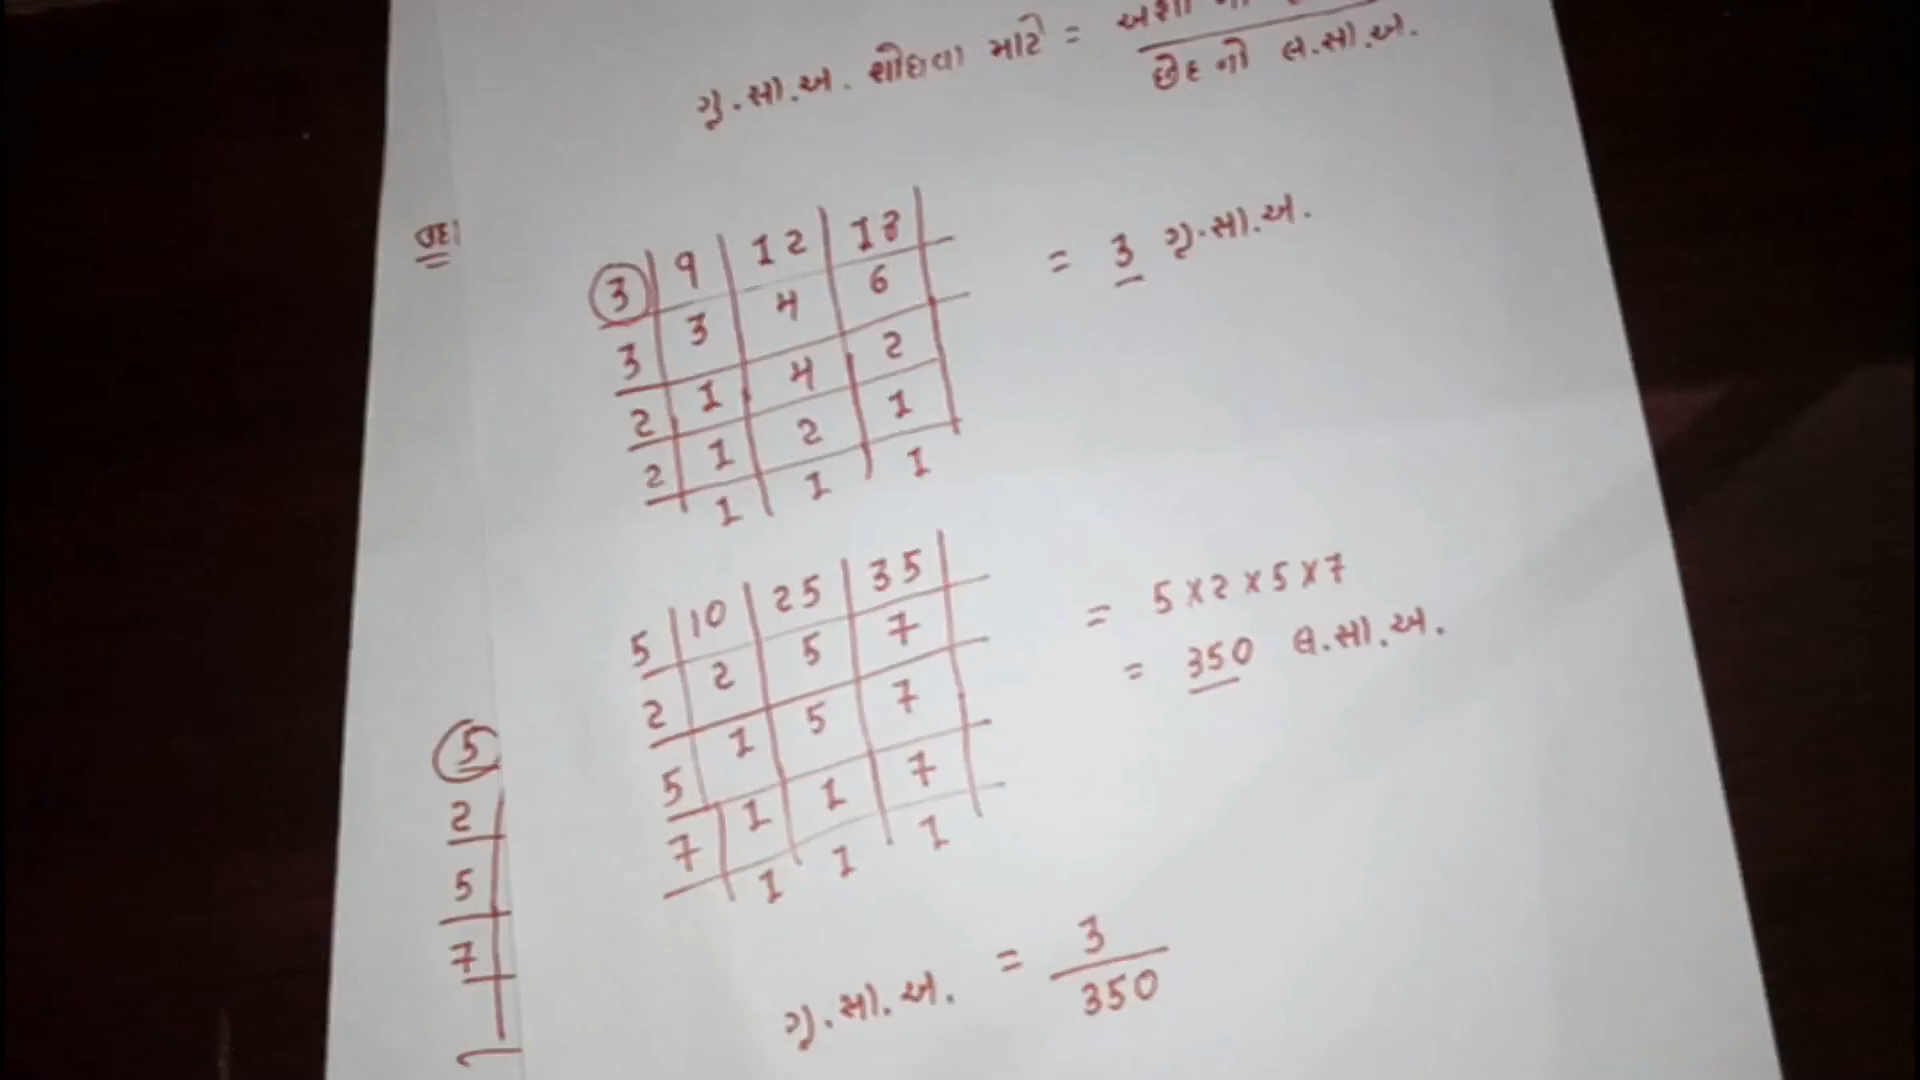 ગુ.સા.અ. શોધવા માટે =
છેદ નો લ.સા.અ.
3 9 12 18 = 3 ગુ.સા.અ.
3 3 4 6
2 1 4 2
2 1 2 1
1 1 1
5 10 25 35 = 5 x 2 x 5 x 7
2 2 5 7 = 350 લ.સા.અ.
5 1 5 7
7 1 1 7
1 1 1
5
2
5
7
ગુ.સા.અ. = 3
350